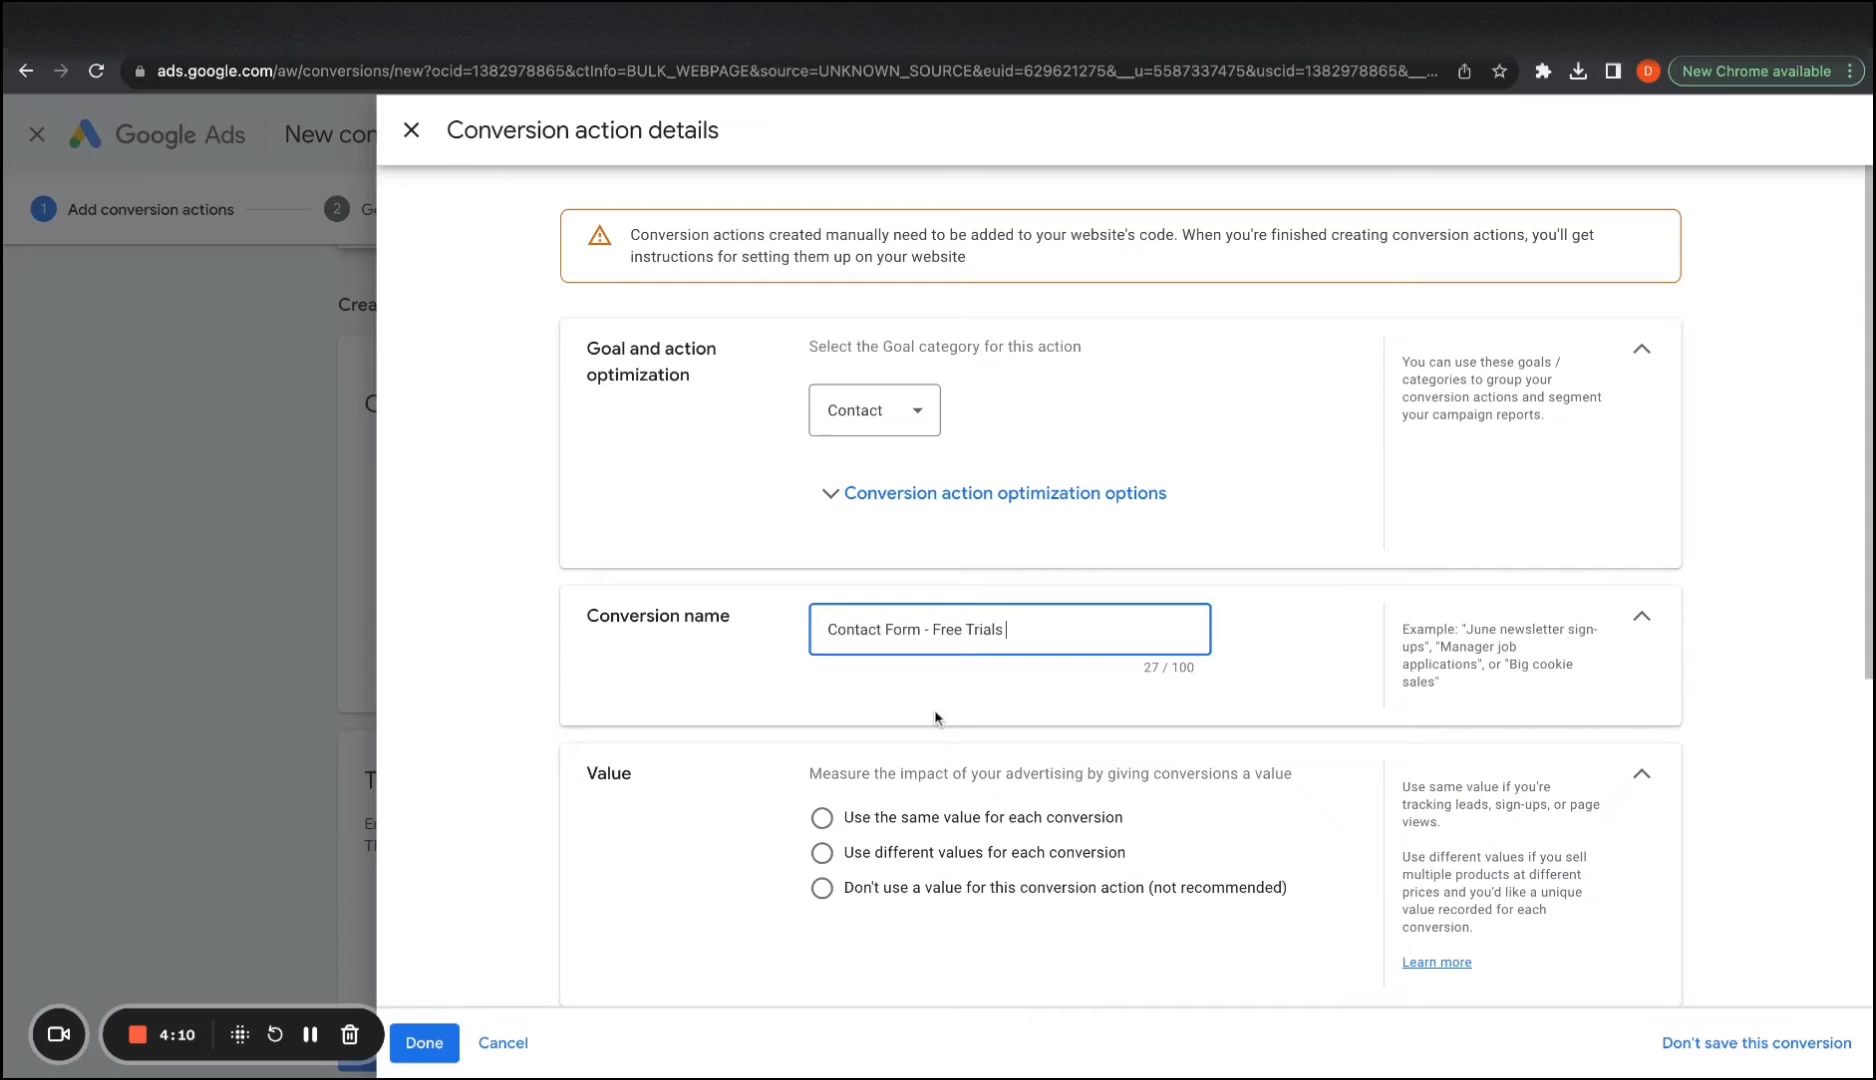 ads.google.com/aw/conversions/new?ocid=1382978865&ctInfo=BULK_WEBPAGE&source=UNKNOWN_SOURCE&euid=629621275&__u=5587337475&uscid=1382978865&__...
D
New Chrome available
Google Ads
New con
Conversion action details
1
Add conversion actions
2
Ge
Conversion actions created manually need to be added to your website's code. When you're finished creating conversion actions, you'll get
instructions for setting them up on your website
Crea
Goal and action
optimization
Select the Goal category for this action
Contact
Conversion action optimization options
You can use these goals /
categories to group your
conversion actions and segment
your campaign reports.
C
Conversion name
Contact Form - Free Trials
27 / 100
Example: "June newsletter sign-
ups", "Manager job
applications", or "Big cookie
sales"
Value
Measure the impact of your advertising by giving conversions a value
Use the same value for each conversion
Use different values for each conversion
Don't use a value for this conversion action (not recommended)
Use same value if you're
tracking leads, sign-ups, or page
views.
Use different values if you sell
multiple products at different
prices and you'd like a unique
value recorded for each
conversion.
Learn more
T
En
Th
4:10
Done
Cancel
Don't save this conversion